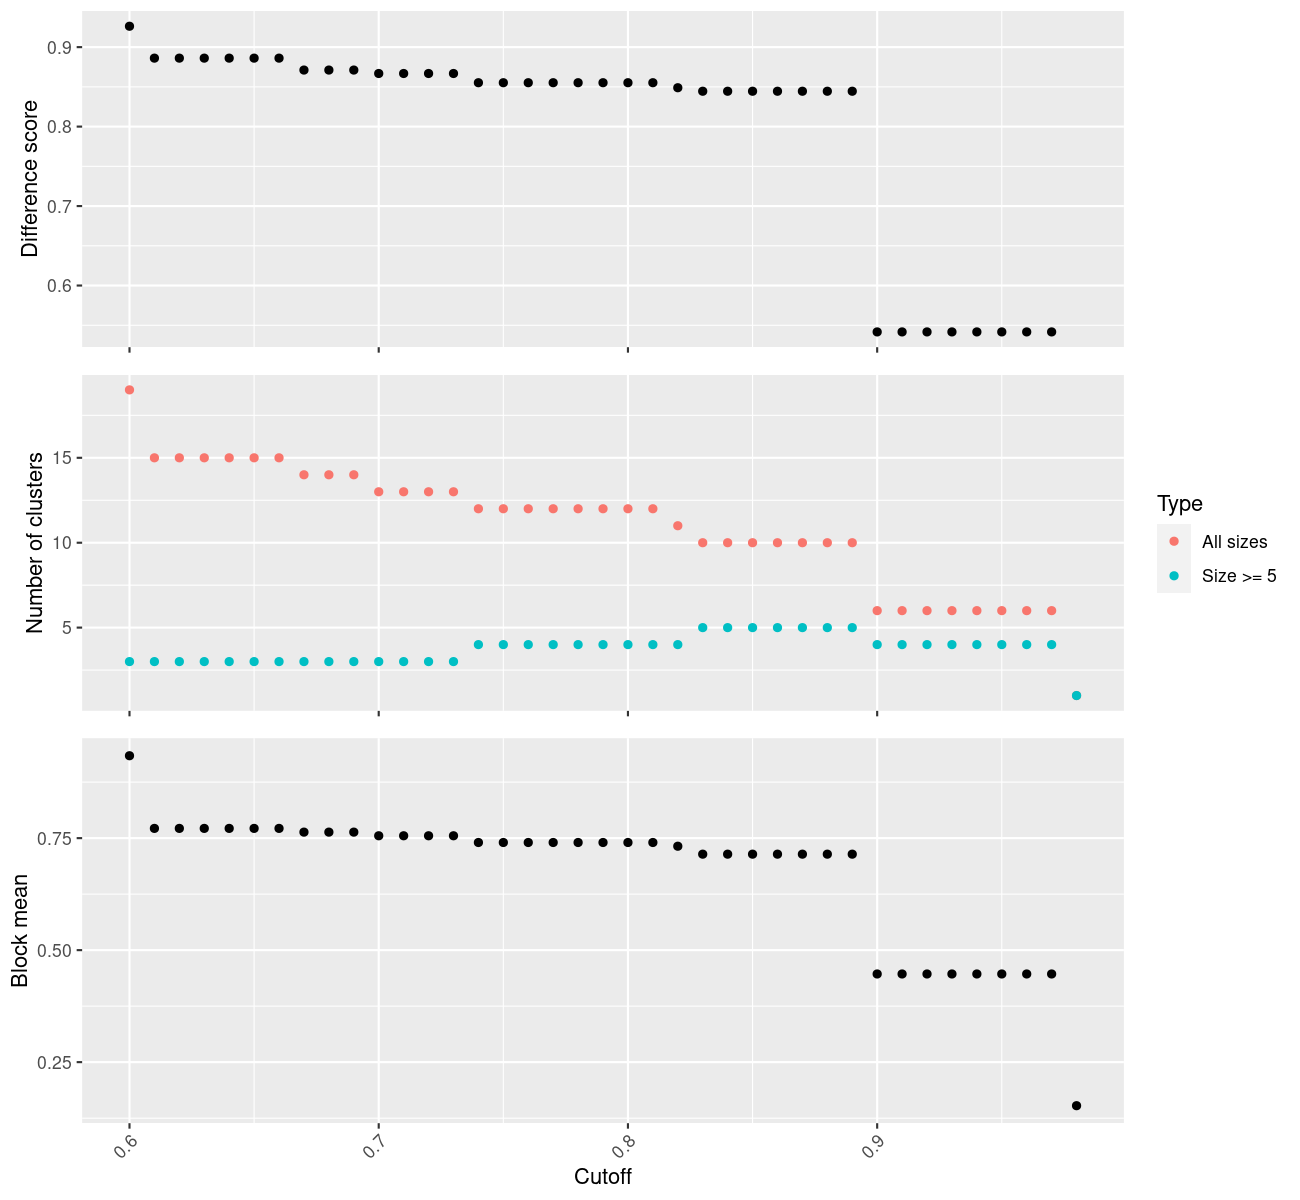 Difference score
0.9
0.8
0.7
0.6
Number of clusters
15
10
5
Type
All sizes
Size >= 5
Block mean
0.75
0.50
0.25
0.6
0.7
0.8
0.9
Cutoff